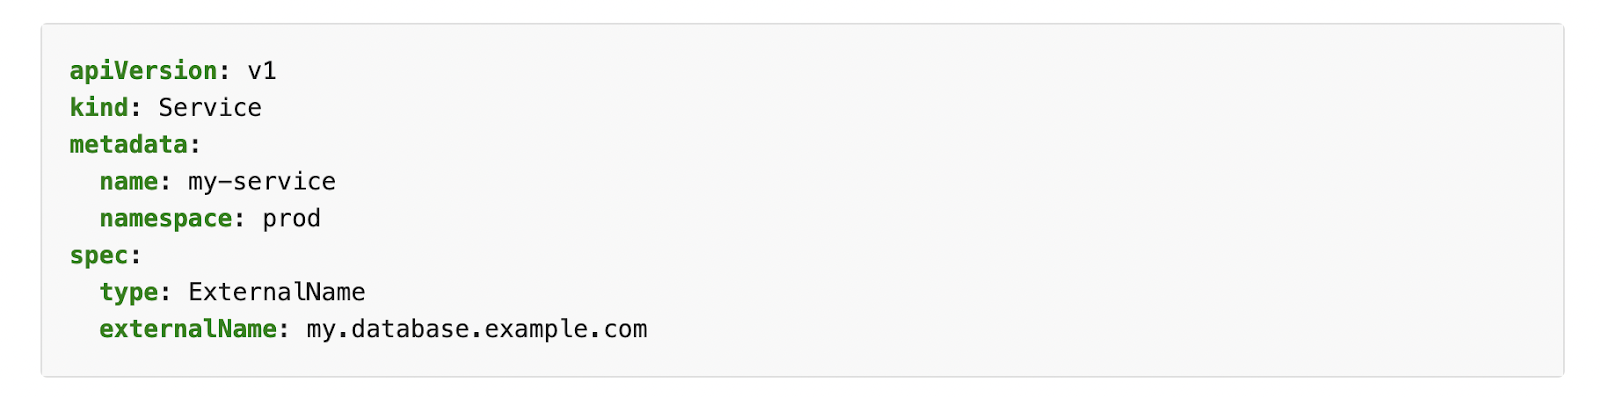 apiVersion: v1
kind: Service
metadata:
  name: my-service
  namespace: prod
spec:
  type: ExternalName
  externalName: my.database.example.com